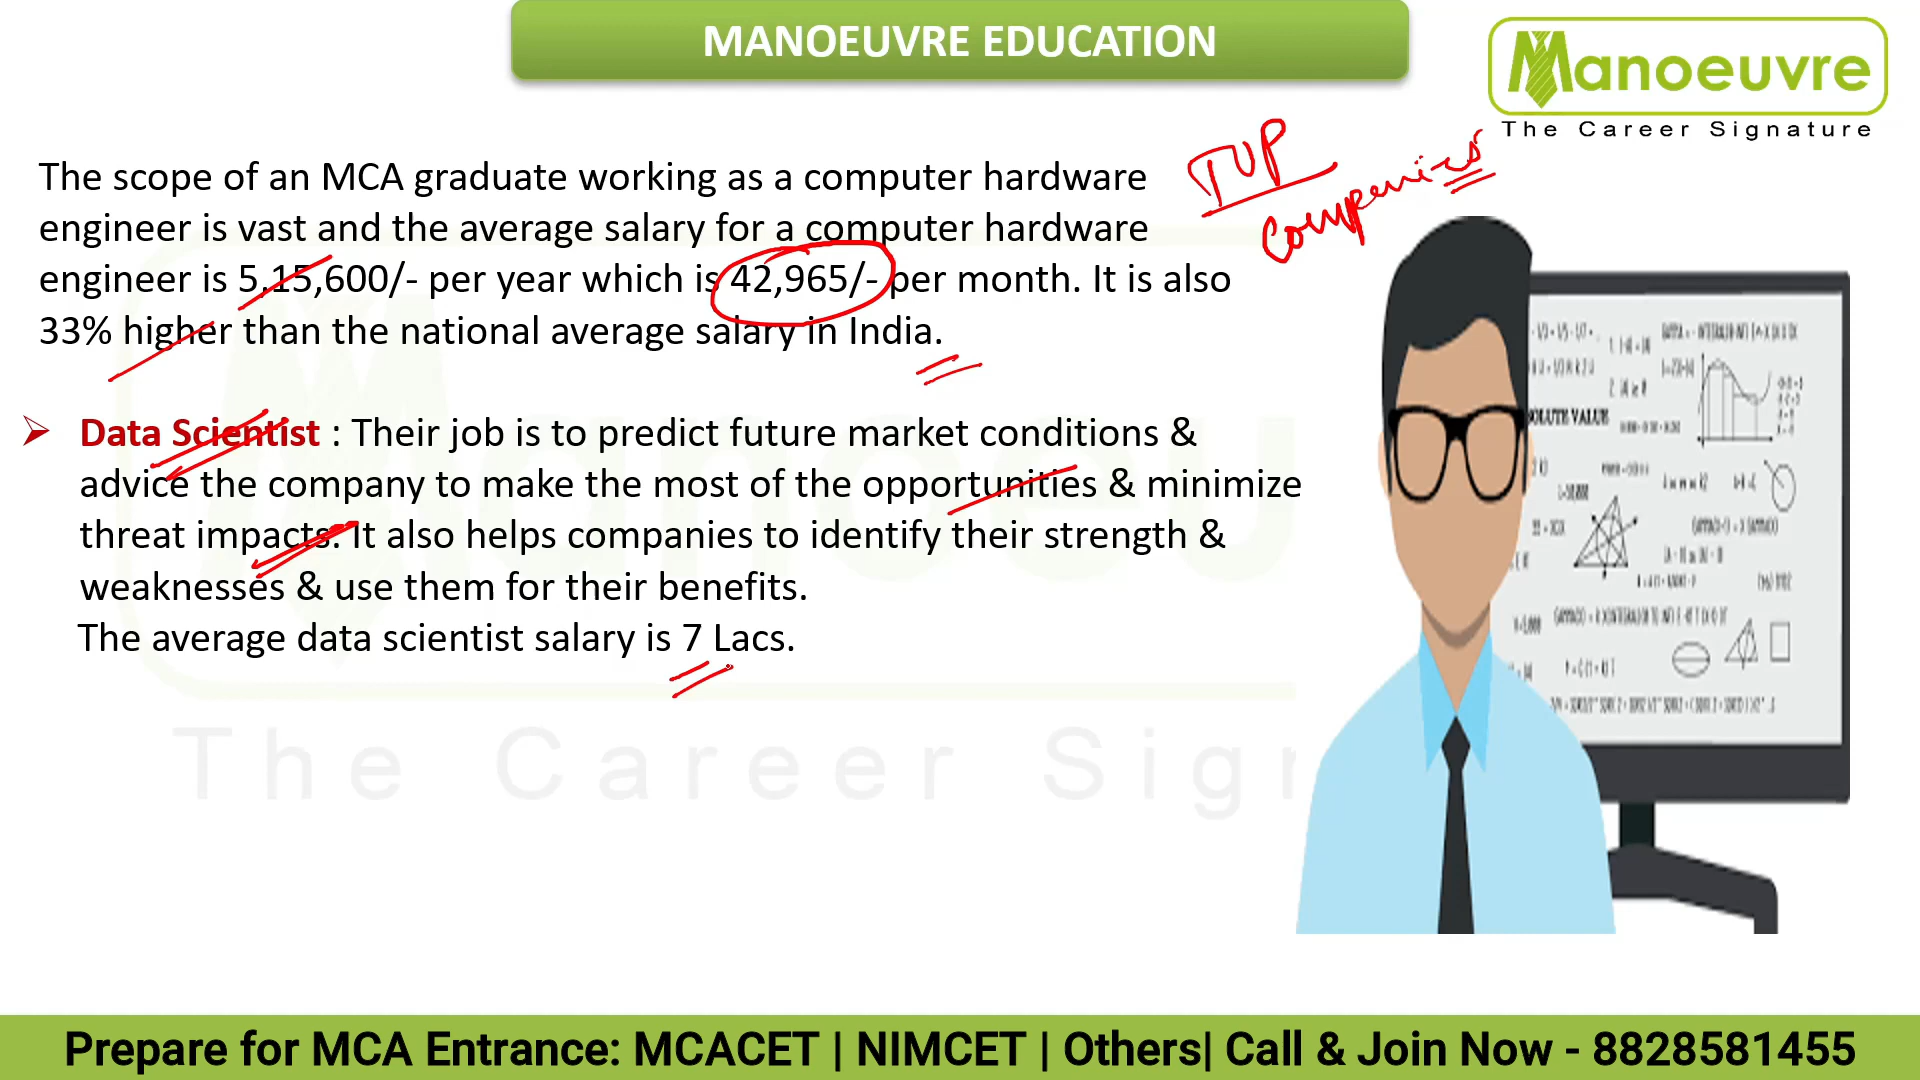 MANOEUVRE EDUCATION
Manoeuvre
The Career Signature
TOP
Companies
The scope of an MCA graduate working as a computer hardware
engineer is vast and the average salary for a computer hardware
engineer is 5,15,600/- per year which is 42,965/- per month. It is also
33% higher than the national average salary in India.
➢ Data Scientist : Their job is to predict future market conditions &
advice the company to make the most of the opportunities & minimize
threat impacts. It also helps companies to identify their strength &
weaknesses & use them for their benefits.
The average data scientist salary is 7 Lacs.
SOLUTE VALUE
The Career Sign
Prepare for MCA Entrance: MCACET | NIMCET | Others| Call & Join Now - 8828581455